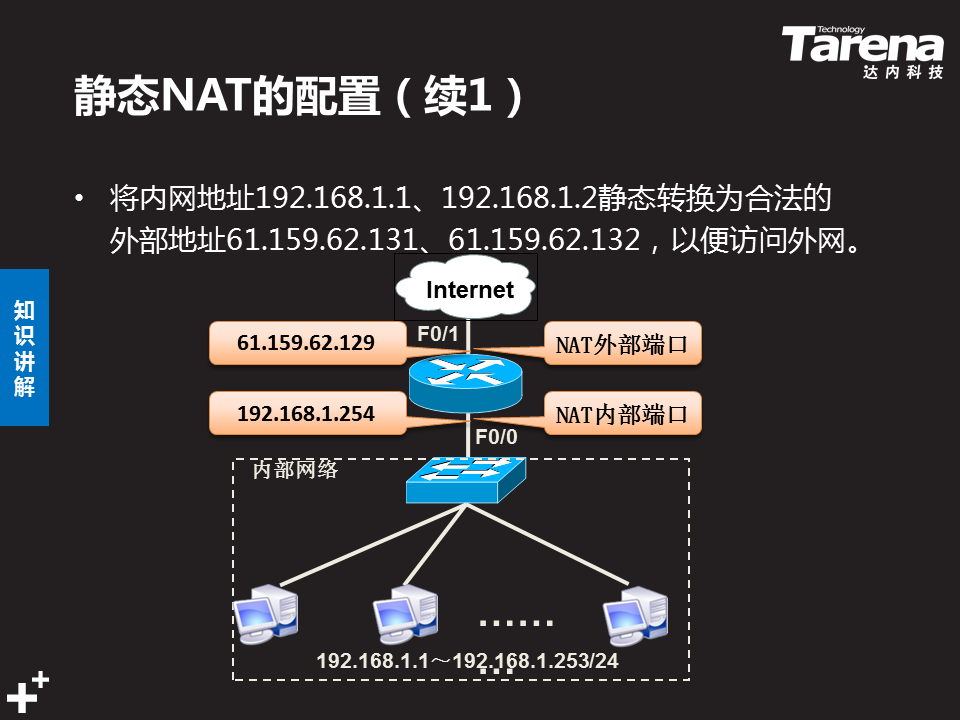 Technology
Tarena
达内科技
静态NAT的配置（续1）
• 将内网地址192.168.1.1、192.168.1.2静态转换为合法的
外部地址61.159.62.131、61.159.62.132，以便访问外网。
知
识
讲
解
Internet
61.159.62.129
F0/1
NAT外部端口
192.168.1.254
NAT内部端口
F0/0
内部网络
……
…
192.168.1.1～192.168.1.253/24